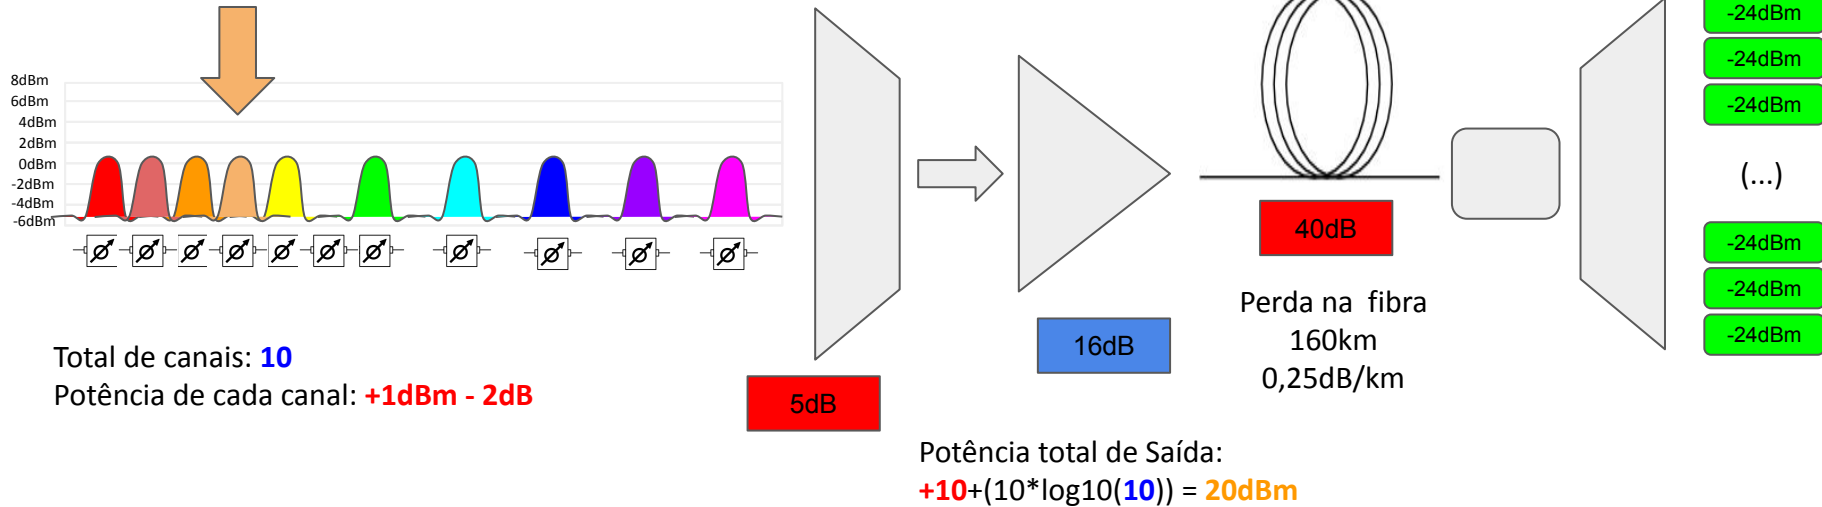 8dBm
6dBm
4dBm
2dBm
0dBm
-2dBm
-4dBm
-6dBm
Total de canais: 10
Potência de cada canal: +1dBm - 2dB
5dB
16dB
Potência total de Saída:
+10+(10*log10(10)) = 20dBm
40dB
Perda na fibra
160km
0,25dB/km
-24dBm
-24dBm
-24dBm
(...)
-24dBm
-24dBm
-24dBm